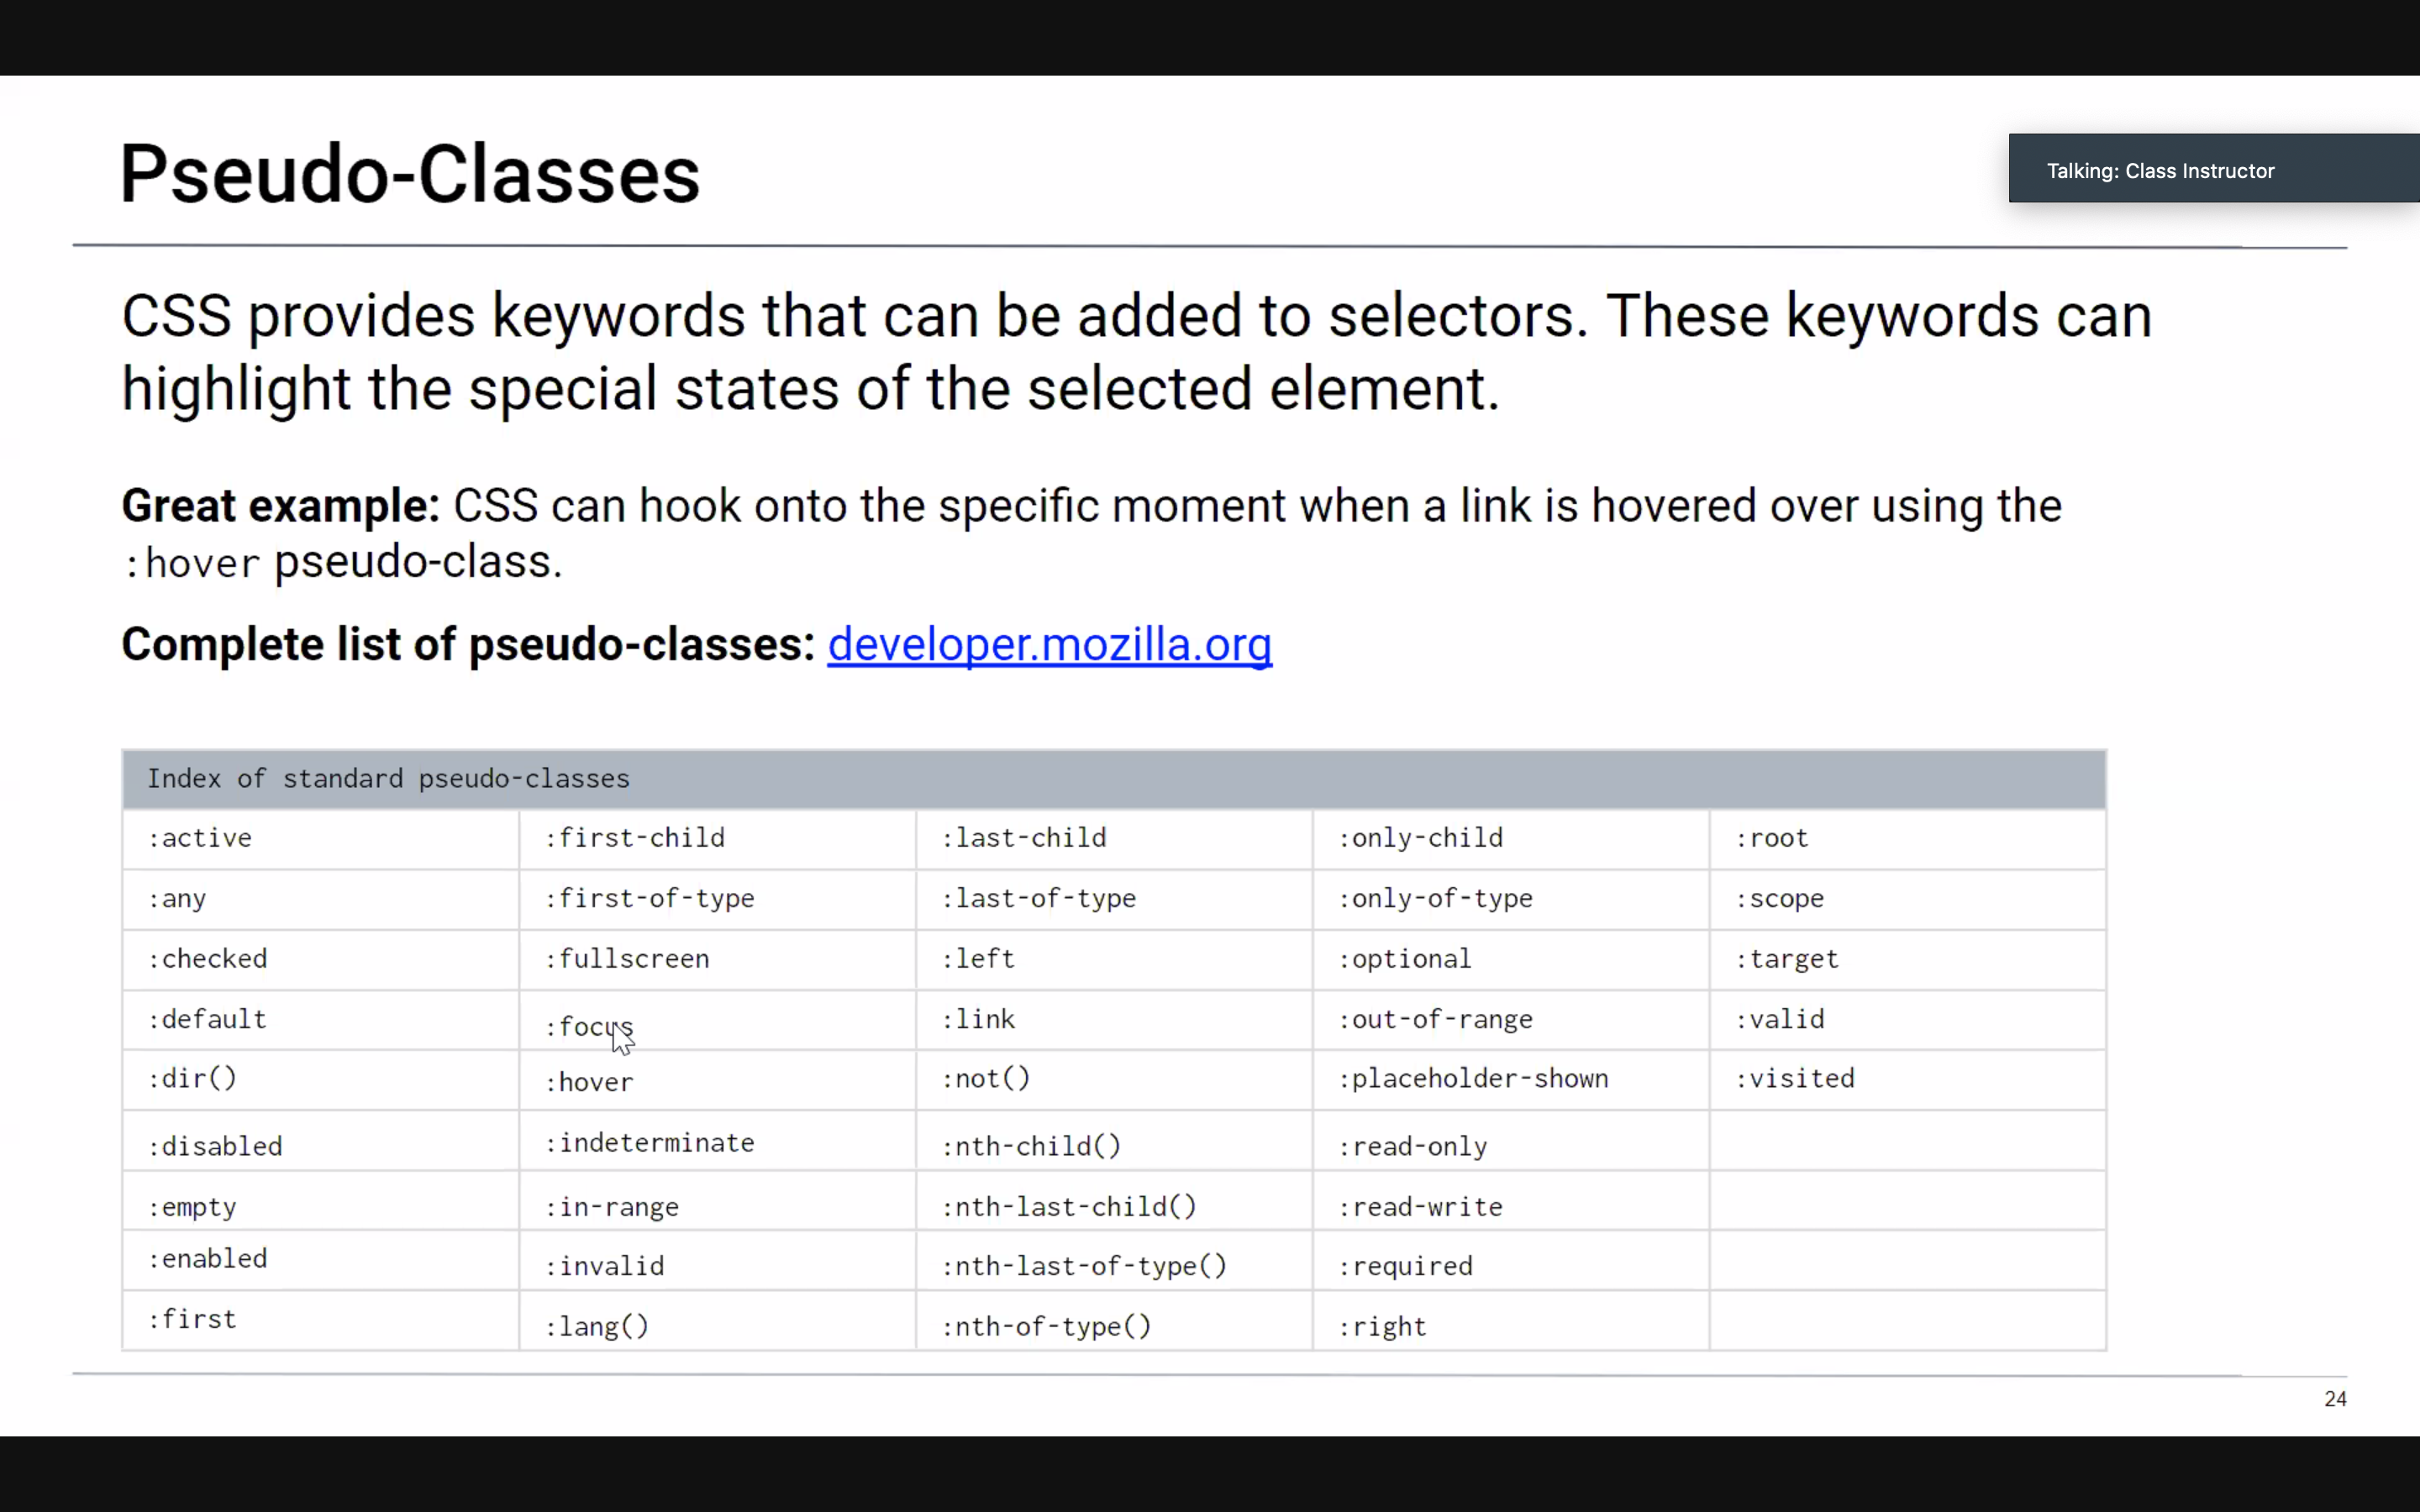 Pseudo-Classes
Talking: Class Instructor
CSS provides keywords that can be added to selectors. These keywords can
highlight the special states of the selected element.
Great example: CSS can hook onto the specific moment when a link is hovered over using the
:hover pseudo-class.
Complete list of pseudo-classes: developer.mozilla.org
Index of standard pseudo-classes
:active :first-child :last-child :only-child :root
:any :first-of-type :last-of-type :only-of-type :scope
:checked :fullscreen :left :optional :target
:default :focus :link :out-of-range :valid
:dir() :hover :not() :placeholder-shown :visited
:disabled :indeterminate :nth-child() :read-only
:empty :in-range :nth-last-child() :read-write
:enabled :invalid :nth-last-of-type() :required
:first :lang() :nth-of-type() :right
24